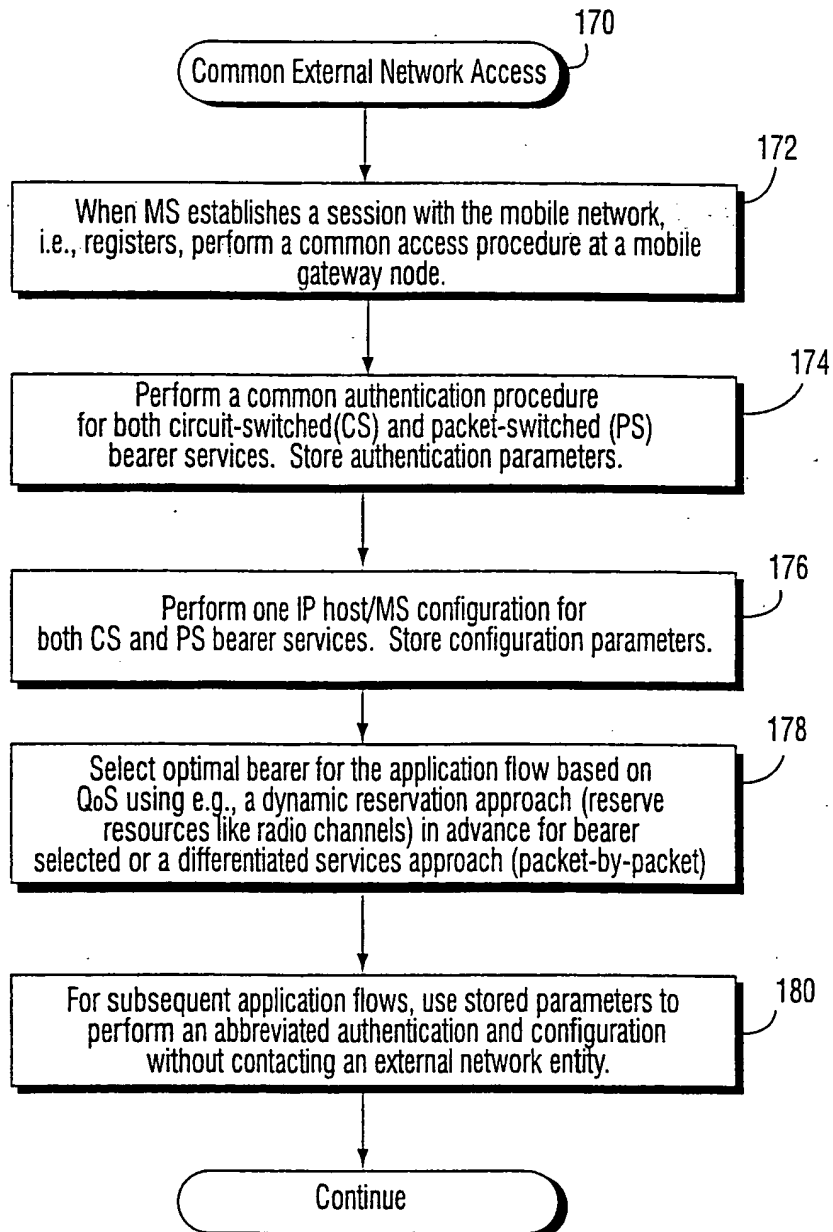 170
Common External Network Access
172
When MS establishes a session with the mobile network,
i.e., registers, perform a common access procedure at a mobile
gateway node.
174
Perform a common authentication procedure
for both circuit-switched(CS) and packet-switched (PS)
bearer services. Store authentication parameters.
176
Perform one IP host/MS configuration for
both CS and PS bearer services. Store configuration parameters.
178
Select optimal bearer for the application flow based on
QoS using e.g., a dynamic reservation approach (reserve
resources like radio channels) in advance for bearer
selected or a differentiated services approach (packet-by-packet)
180
For subsequent application flows, use stored parameters to
perform an abbreviated authentication and configuration
without contacting an external network entity.
Continue